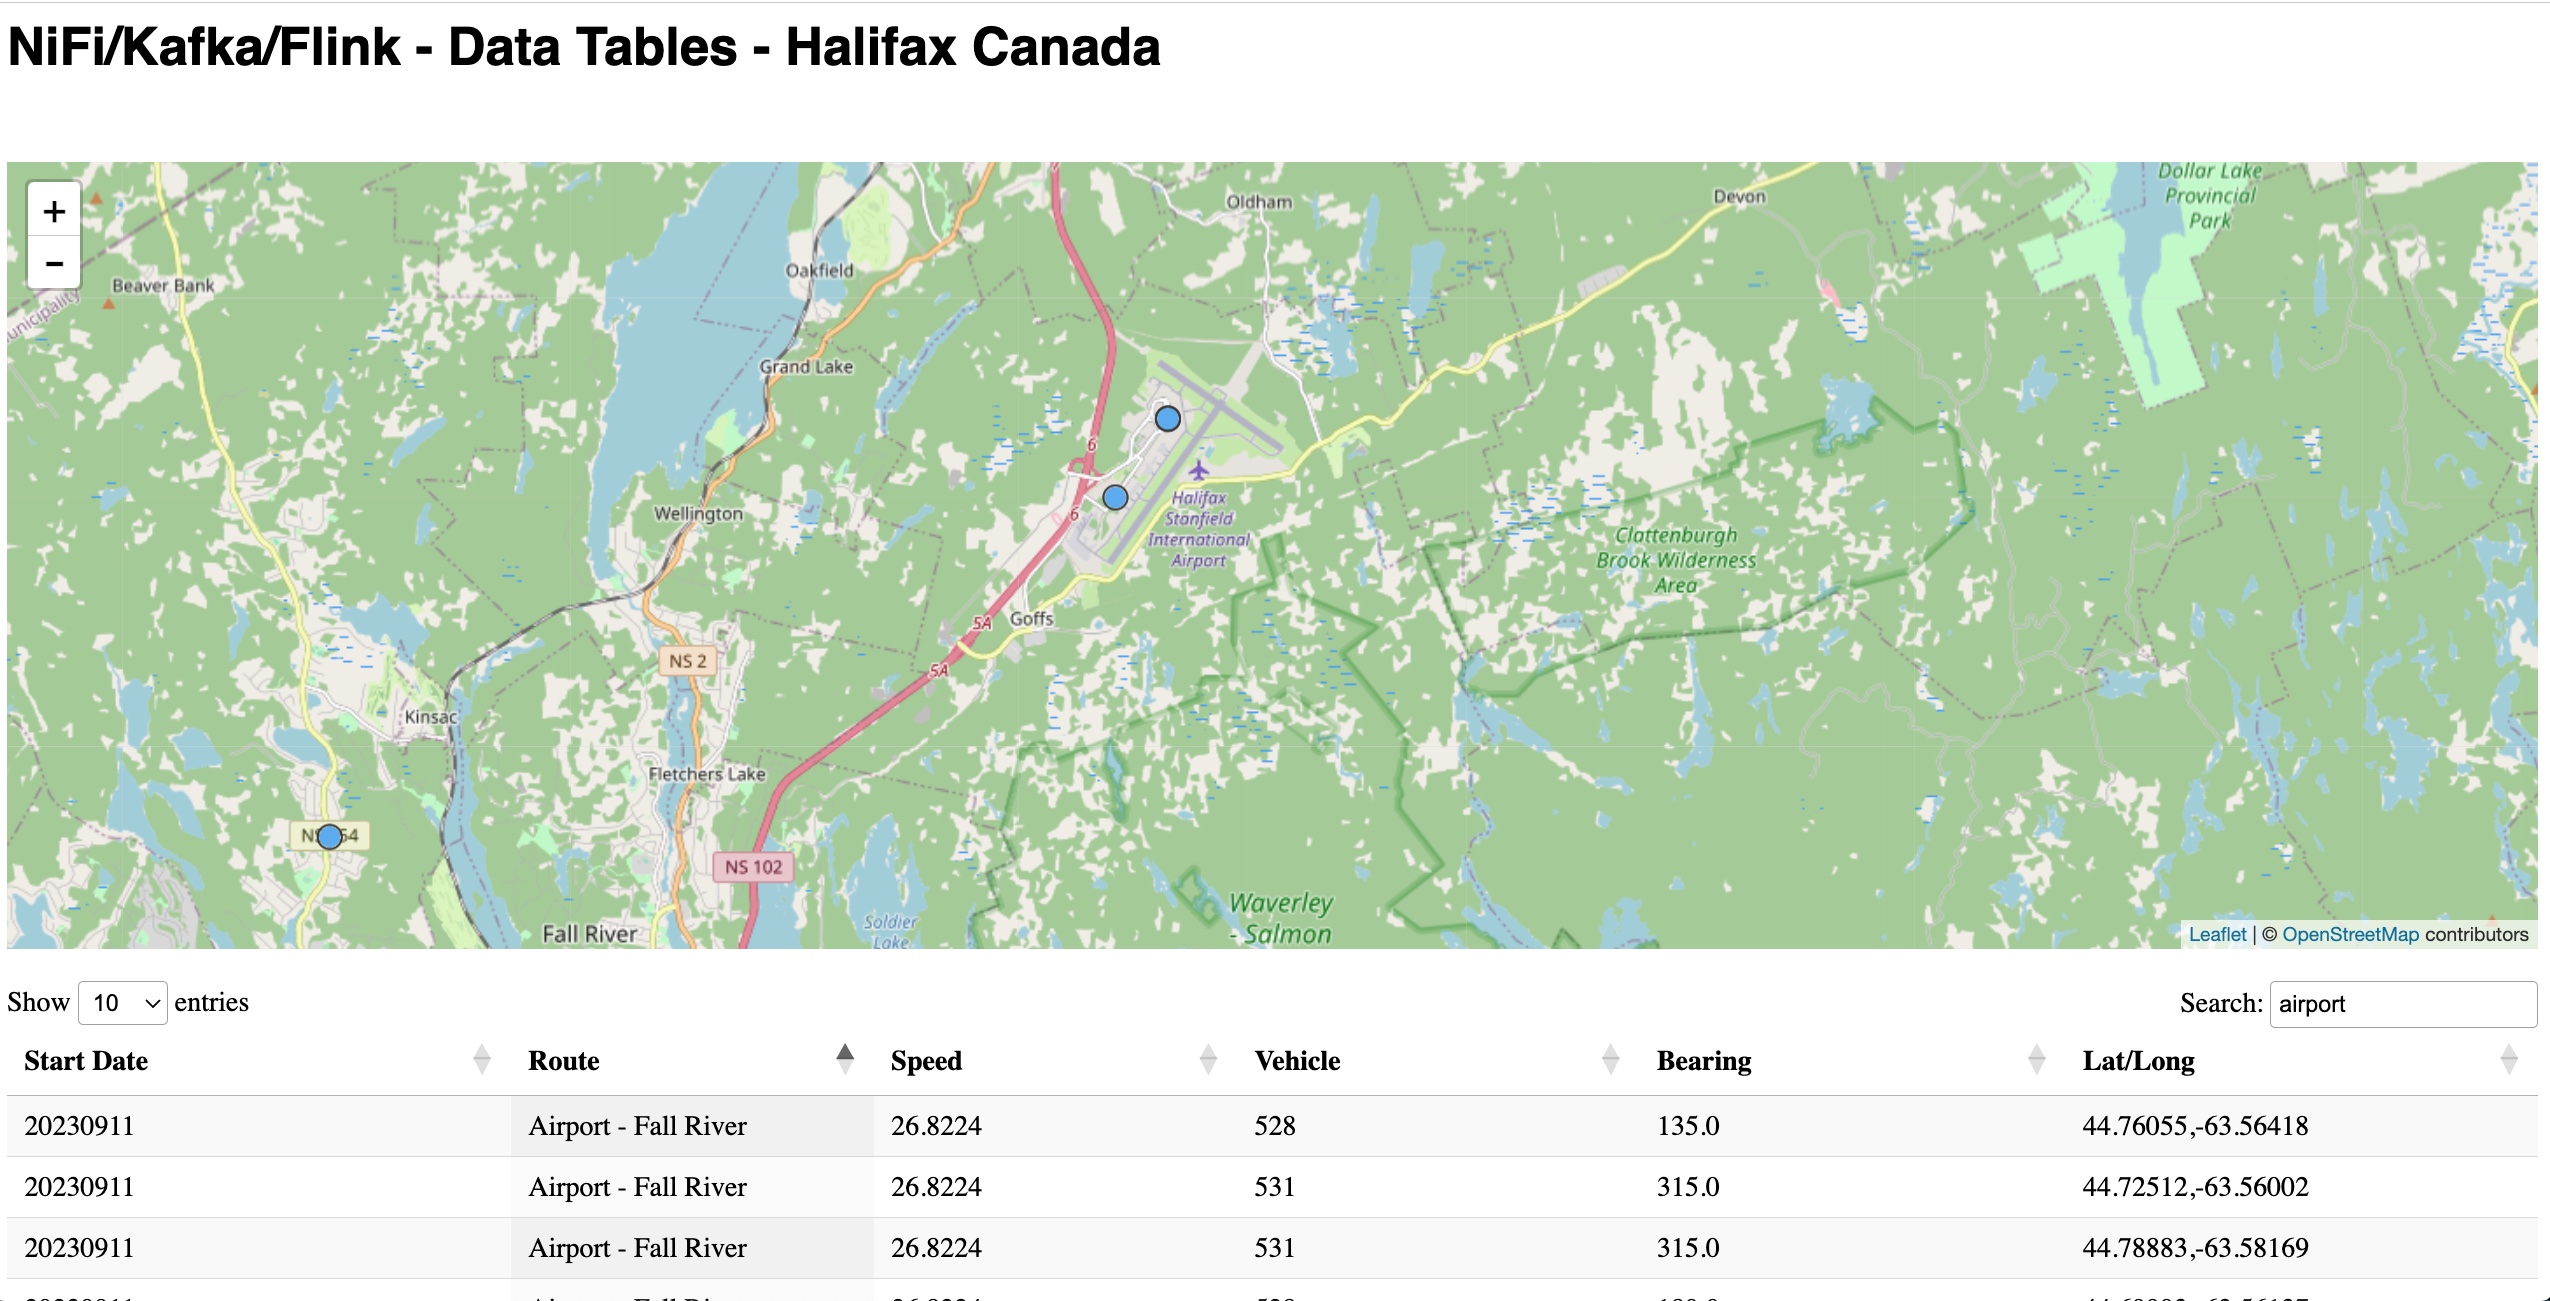 NiFi/Kafka/Flink - Data Tables - Halifax Canada
+
−
Dollar Lake
Provincial
Park
Devon
Oldham
Oakfield
Beaver Bank
unicipality
Grand Lake
6
Wellington
6
Halifax
Stanfield
International
Airport
Clattenburgh
Brook Wilderness
Area
5A
Goffs
NS 2
5A
Kinsac
Fletchers Lake
NS 54
NS 102
Waverley
- Salmon
Soldier
Lake
Fall River
Leaflet | © OpenStreetMap contributors
Show 10 entries
Search: airport
Start Date Route Speed Vehicle Bearing Lat/Long
20230911 Airport - Fall River 26.8224 528 135.0 44.76055,-63.56418
20230911 Airport - Fall River 26.8224 531 315.0 44.72512,-63.56002
20230911 Airport - Fall River 26.8224 531 315.0 44.78883,-63.58169